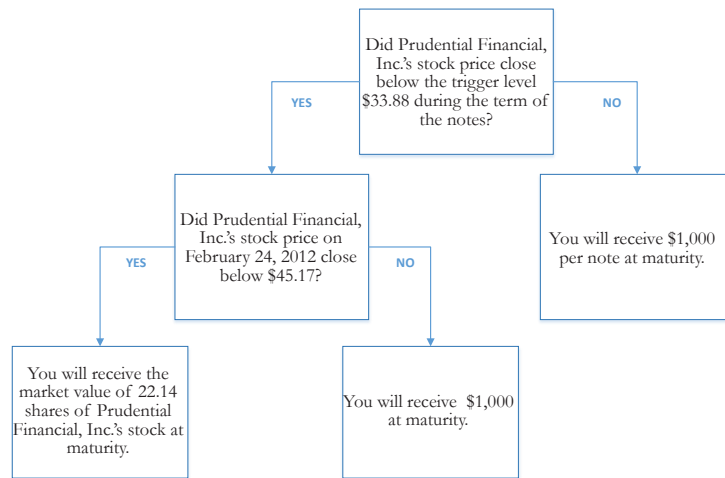 Did Prudential Financial,
Inc.'s stock price close
below the trigger level
$33.88 during the term of
the notes?
YES
NO
Did Prudential Financial,
Inc.'s stock price on
February 24, 2012 close
below $45.17?
You will receive $1,000
per note at maturity.
YES
NO
You will receive the
market value of 22.14
shares of Prudential
Financial, Inc.'s stock at
maturity.
You will receive $1,000
at maturity.